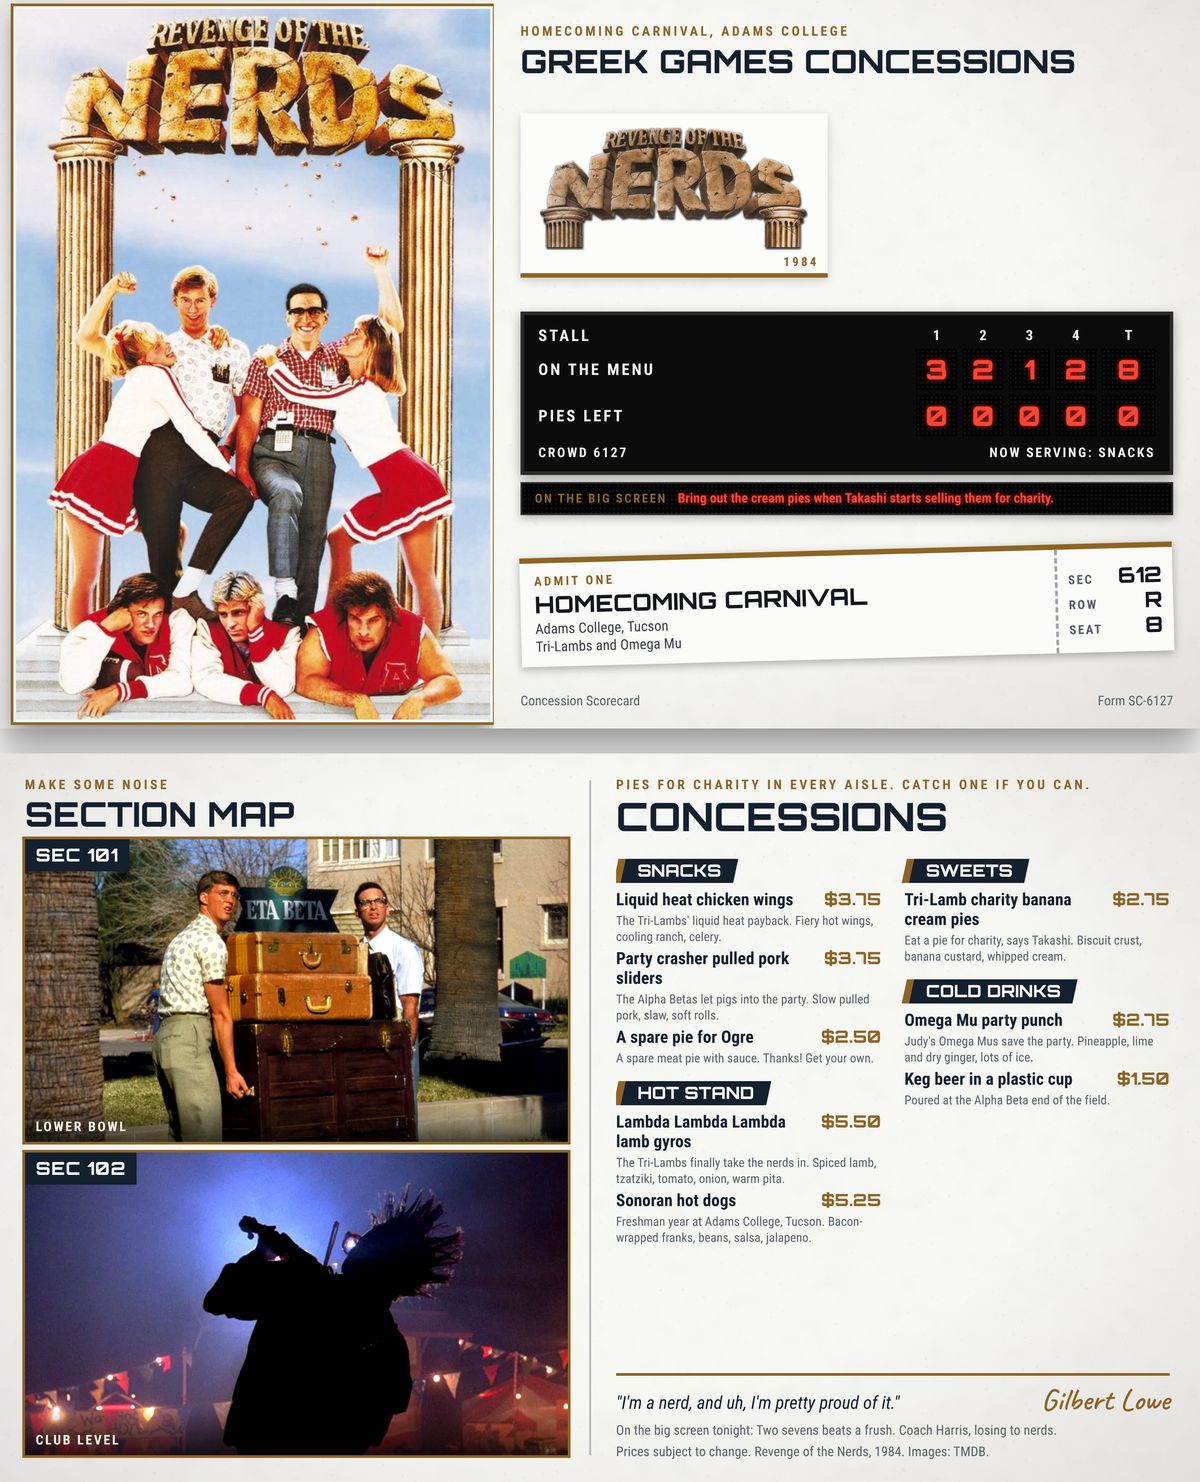 REVENGE OF THE
NERDS
HOMECOMING CARNIVAL, ADAMS COLLEGE
GREEK GAMES CONCESSIONS
REVENGE OF THE
NERDS
1984
STALL 1 2 3 4 T
ON THE MENU 3 2 1 2 8
PIES LEFT 0 0 0 0 0
CROWD 6127 NOW SERVING: SNACKS
ON THE BIG SCREEN Bring out the cream pies when Takashi starts selling them for charity.
ADMIT ONE
HOMECOMING CARNIVAL
Adams College, Tucson
Tri-Lambs and Omega Mu
SEC 612
ROW R
SEAT 8
A
Concession Scorecard Form SC-6127
MAKE SOME NOISE
SECTION MAP
SEC 101
ETA BETA
LOWER BOWL
SEC 102
CLUB LEVEL
PIES FOR CHARITY IN EVERY AISLE. CATCH ONE IF YOU CAN.
CONCESSIONS
SNACKS
Liquid heat chicken wings $3.75
The Tri-Lambs' liquid heat payback. Fiery hot wings,
cooling ranch, celery.
Party crasher pulled pork $3.75
sliders
The Alpha Betas let pigs into the party. Slow pulled
pork, slaw, soft rolls.
A spare pie for Ogre $2.50
A spare meat pie with sauce. Thanks! Get your own.
HOT STAND
Lambda Lambda Lambda $5.50
lamb gyros
The Tri-Lambs finally take the nerds in. Spiced lamb,
tzatziki, tomato, onion, warm pita.
Sonoran hot dogs $5.25
Freshman year at Adams College, Tucson. Bacon-
wrapped franks, beans, salsa, jalapeno.
SWEETS
Tri-Lamb charity banana $2.75
cream pies
Eat a pie for charity, says Takashi. Biscuit crust,
banana custard, whipped cream.
COLD DRINKS
Omega Mu party punch $2.75
Judy's Omega Mus save the party. Pineapple, lime
and dry ginger, lots of ice.
Keg beer in a plastic cup $1.50
Poured at the Alpha Beta end of the field.
"I'm a nerd, and uh, I'm pretty proud of it." Gilbert Lowe
On the big screen tonight: Two sevens beats a frush. Coach Harris, losing to nerds.
Prices subject to change. Revenge of the Nerds, 1984. Images: TMDB.